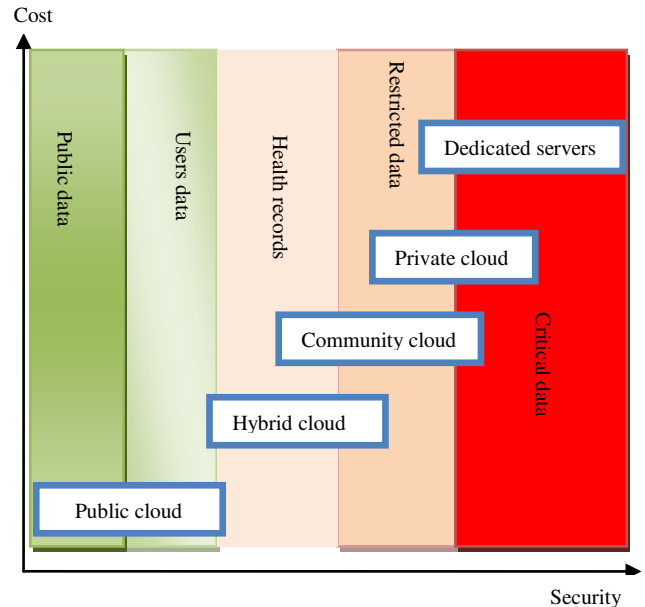 Cost
Public data
Users data
Health records
Restricted data
Critical data
Dedicated servers
Private cloud
Community cloud
Hybrid cloud
Public cloud
Security